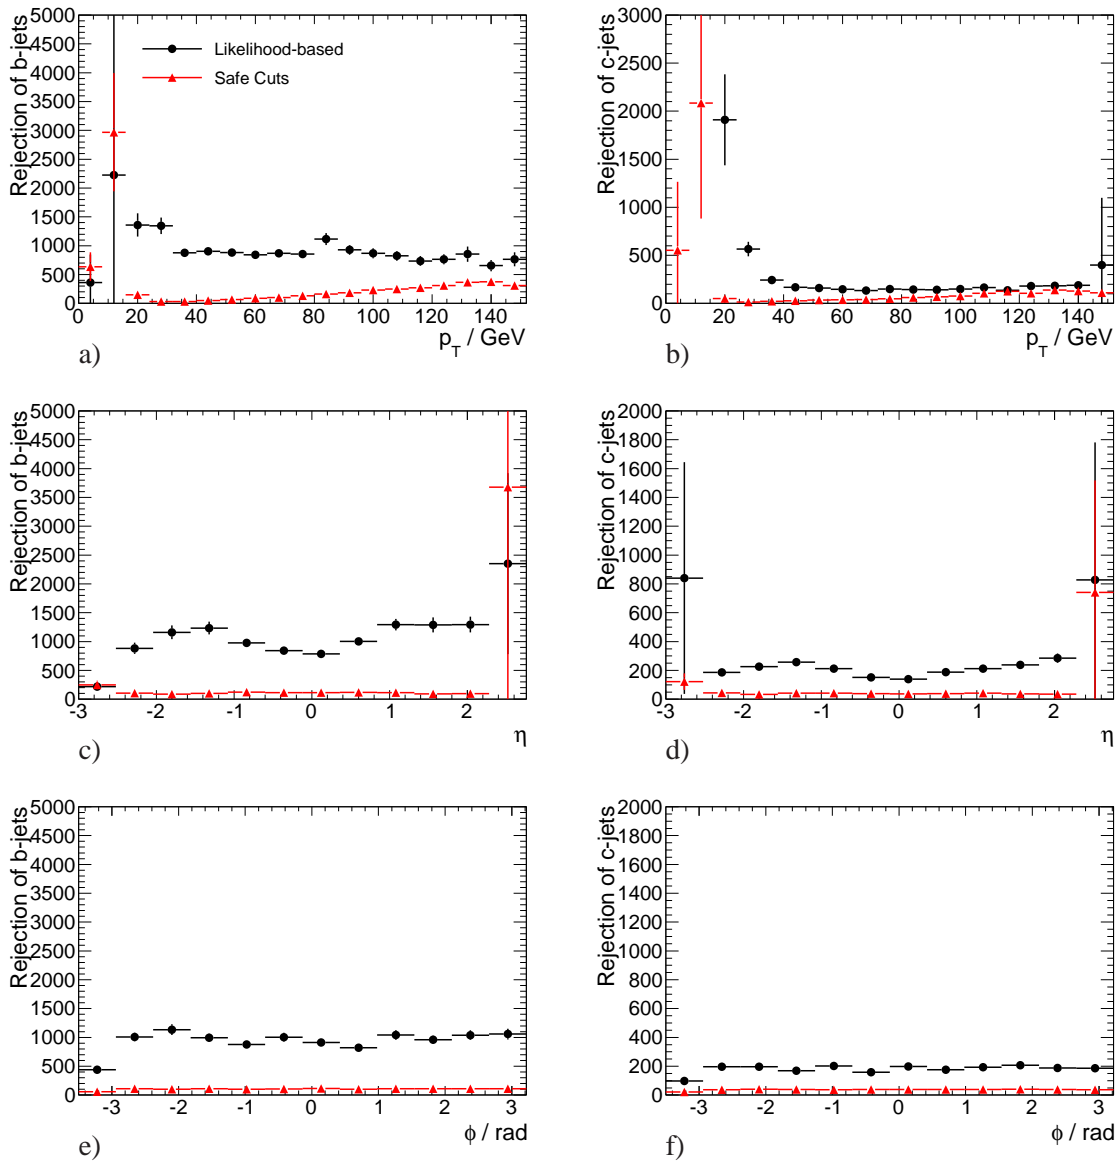 Rejection of b-jets
5000
4500
4000
3500
3000
2500
2000
1500
1000
500
0
Likelihood-based
Safe Cuts
0 20 40 60 80 100 120 140
p_T / GeV
a)
Rejection of c-jets
3000
2500
2000
1500
1000
500
0
0 20 40 60 80 100 120 140
p_T / GeV
b)
Rejection of b-jets
5000
4500
4000
3500
3000
2500
2000
1500
1000
500
0
-3 -2 -1 0 1 2
η
c)
Rejection of c-jets
2000
1800
1600
1400
1200
1000
800
600
400
200
0
-3 -2 -1 0 1 2
η
d)
Rejection of b-jets
5000
4500
4000
3500
3000
2500
2000
1500
1000
500
0
-3 -2 -1 0 1 2 3
ϕ / rad
e)
Rejection of c-jets
2000
1800
1600
1400
1200
1000
800
600
400
200
0
-3 -2 -1 0 1 2 3
ϕ / rad
f)